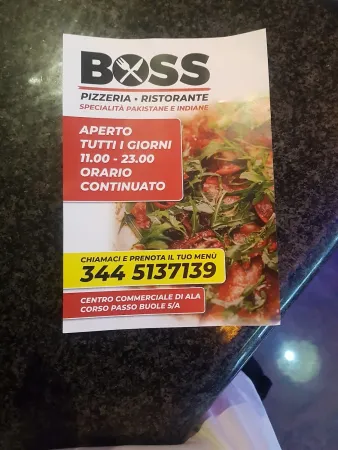 BOSS
PIZZERIA • RISTORANTE
SPECIALITÀ PAKISTANE E INDIANE
APERTO
TUTTI I GIORNI
11.00 - 23.00
ORARIO
CONTINUATO
CHIAMACI E PRENOTA IL TUO MENÙ
344 5137139
CENTRO COMMERCIALE DI ALA
CORSO PASSO BUOLE 5/A